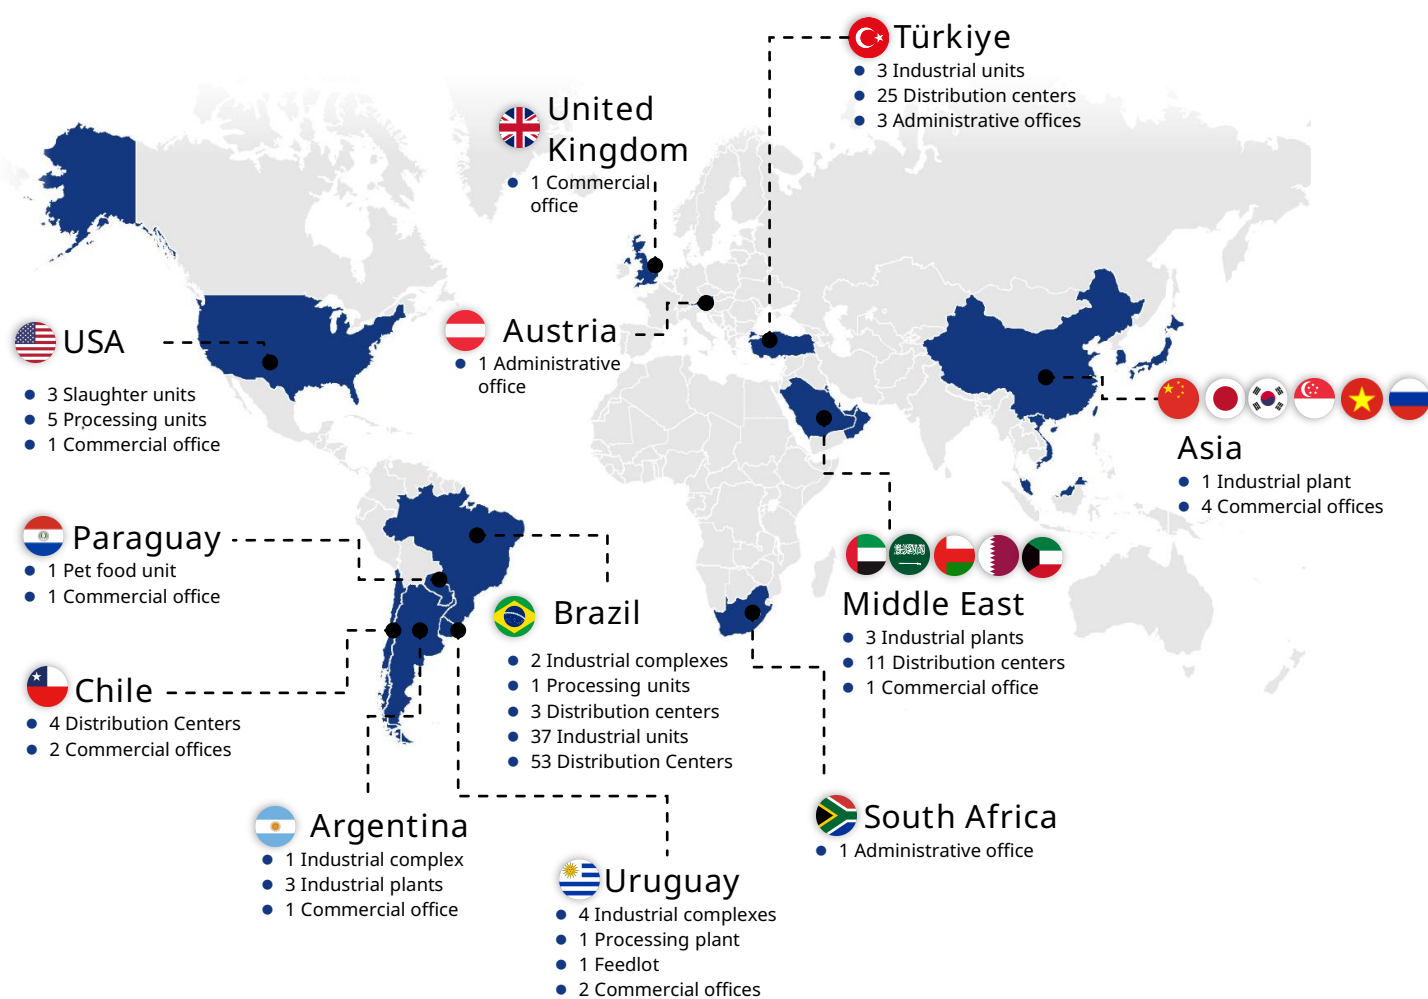 Türkiye
3 Industrial units
25 Distribution centers
3 Administrative offices
United
Kingdom
1 Commercial
office
USA
3 Slaughter units
5 Processing units
1 Commercial office
Austria
1 Administrative
office
Asia
1 Industrial plant
4 Commercial offices
Paraguay
1 Pet food unit
1 Commercial office
Middle East
3 Industrial plants
11 Distribution centers
1 Commercial office
Brazil
2 Industrial complexes
1 Processing units
3 Distribution centers
37 Industrial units
53 Distribution Centers
Chile
4 Distribution Centers
2 Commercial offices
Argentina
1 Industrial complex
3 Industrial plants
1 Commercial office
South Africa
1 Administrative office
Uruguay
4 Industrial complexes
1 Processing plant
1 Feedlot
2 Commercial offices